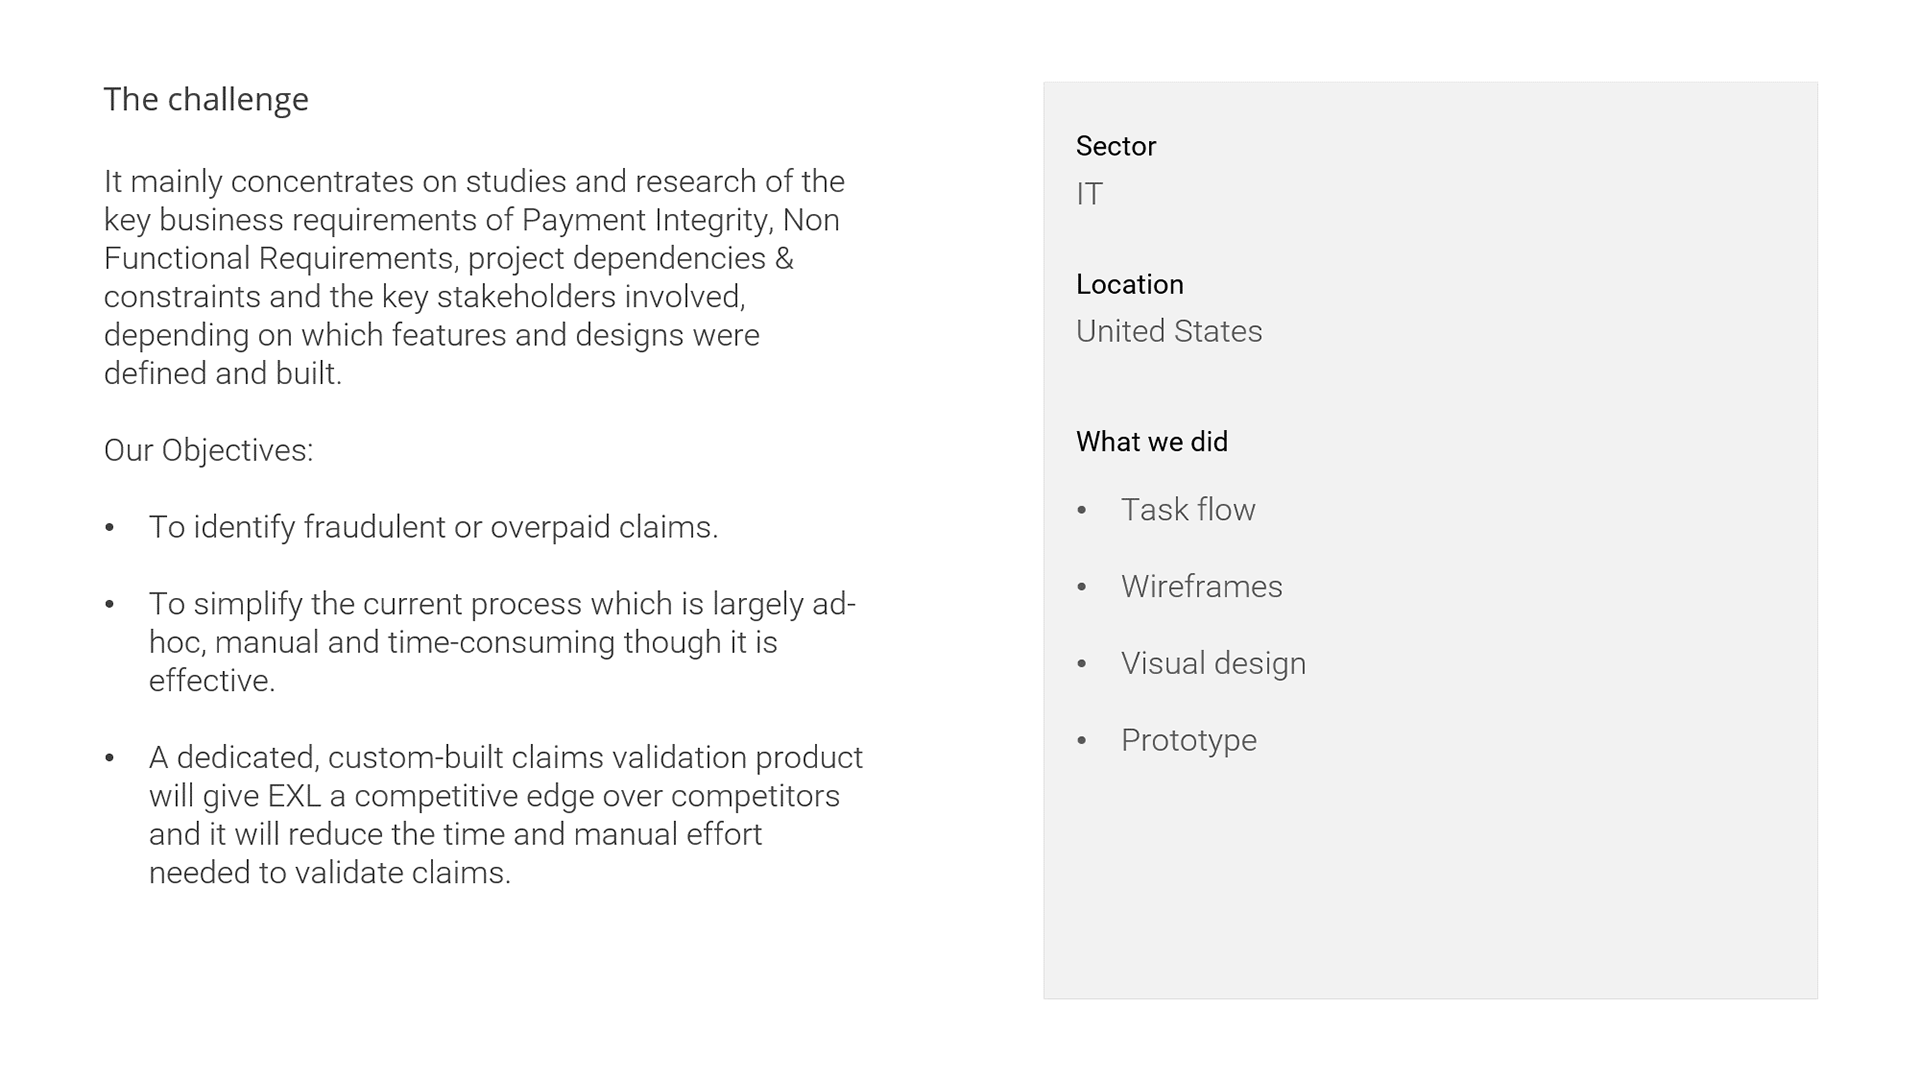 The challenge
It mainly concentrates on studies and research of the
key business requirements of Payment Integrity, Non
Functional Requirements, project dependencies &
constraints and the key stakeholders involved,
depending on which features and designs were
defined and built.
Our Objectives:
• To identify fraudulent or overpaid claims.
• To simplify the current process which is largely ad-
hoc, manual and time-consuming though it is
effective.
• A dedicated, custom-built claims validation product
will give EXL a competitive edge over competitors
and it will reduce the time and manual effort
needed to validate claims.
Sector
IT
Location
United States
What we did
• Task flow
• Wireframes
• Visual design
• Prototype